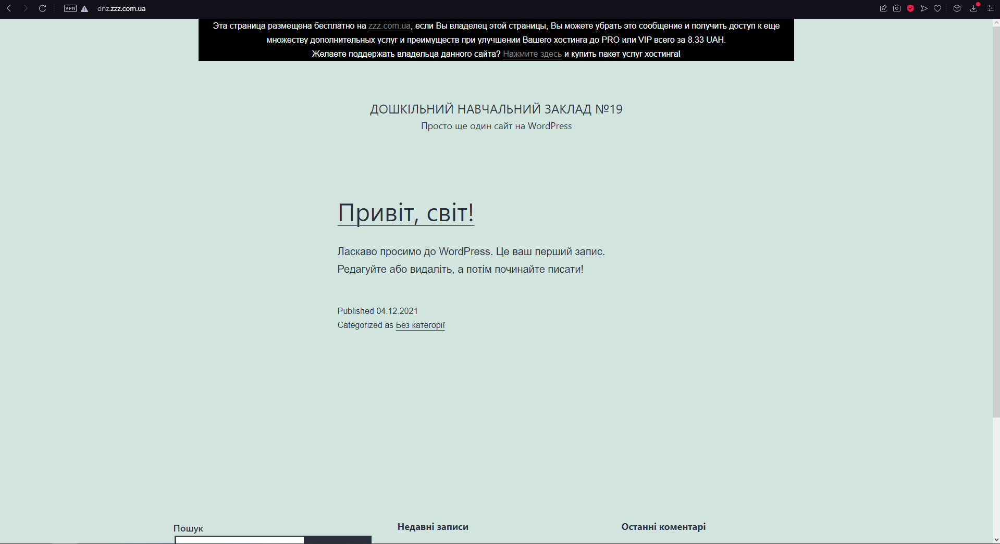 VPN
dnz.zzz.com.ua
Эта страница размещена бесплатно на zzz.com.ua, если Вы владелец этой страницы, Вы можете убрать это сообщение и получить доступ к еще
множеству дополнительных услуг и преимуществ при улучшении Вашего хостинга до PRO или VIP всего за 8.33 UAH.
Желаете поддержать владельца данного сайта? Нажмите здесь и купить пакет услуг хостинга!
ДОШКІЛЬНИЙ НАВЧАЛЬНИЙ ЗАКЛАД №19
Просто ще один сайт на WordPress
Привіт, світ!
Ласкаво просимо до WordPress. Це ваш перший запис.
Редагуйте або видаліть, а потім починайте писати!
Published 04.12.2021
Categorized as Без категорії
Пошук
Недавні записи
Останні коментарі